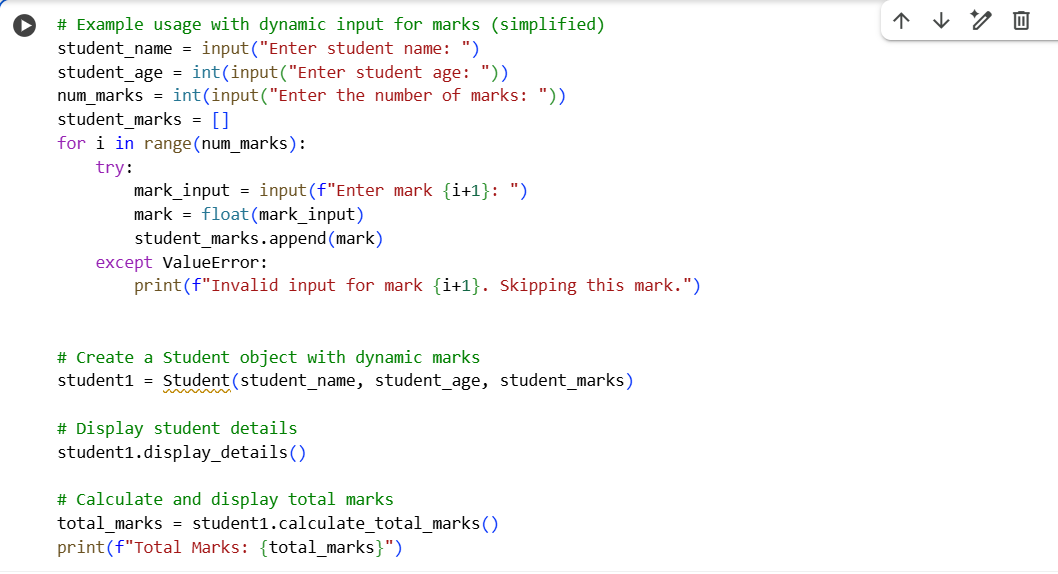 # Example usage with dynamic input for marks (simplified)
student_name = input("Enter student name: ")
student_age = int(input("Enter student age: "))
num_marks = int(input("Enter the number of marks: "))
student_marks = []
for i in range(num_marks):
    try:
        mark_input = input(f"Enter mark {i+1}: ")
        mark = float(mark_input)
        student_marks.append(mark)
    except ValueError:
        print(f"Invalid input for mark {i+1}. Skipping this mark.")


# Create a Student object with dynamic marks
student1 = Student(student_name, student_age, student_marks)

# Display student details
student1.display_details()

# Calculate and display total marks
total_marks = student1.calculate_total_marks()
print(f"Total Marks: {total_marks}")